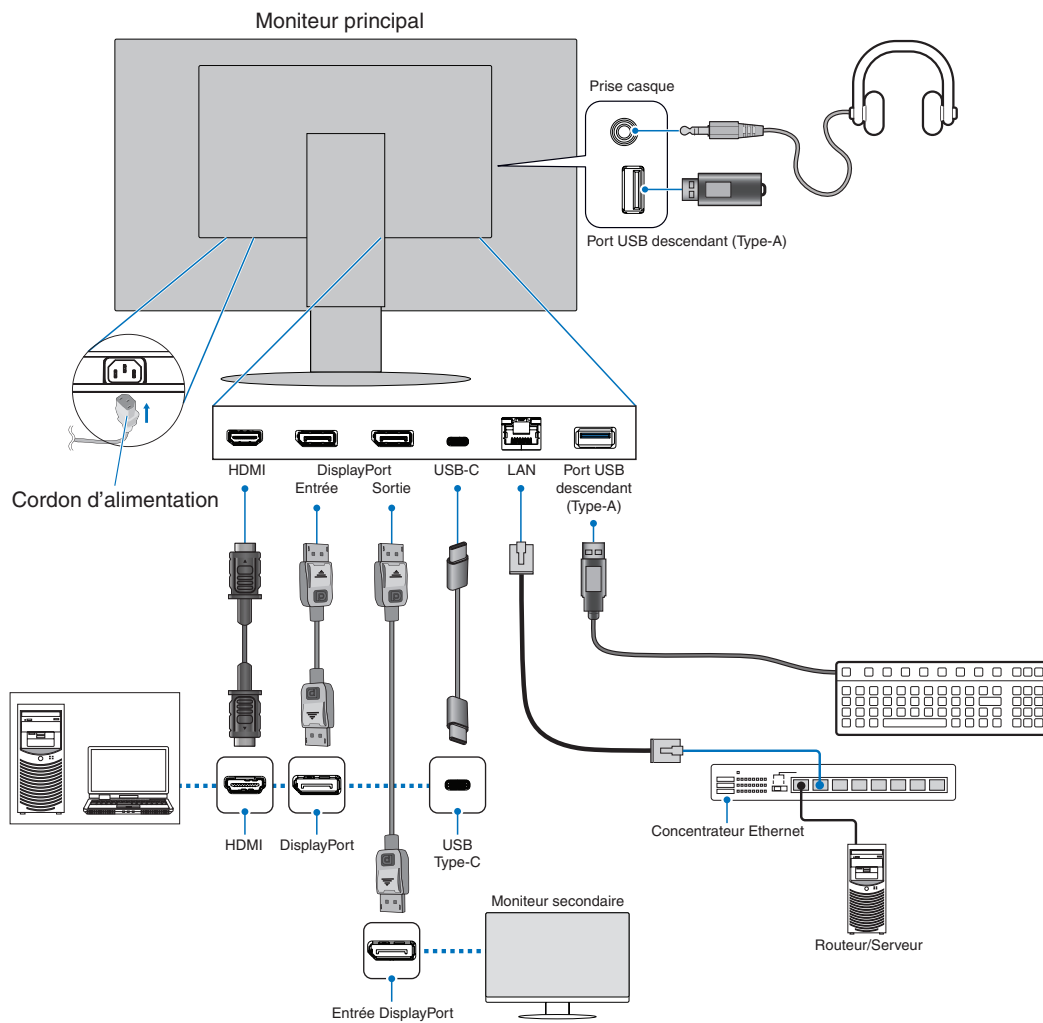 Moniteur principal
Prise casque
Port USB descendant (Type-A)
Cordon d'alimentation
HDMI
DisplayPort
Entrée
Sortie
USB-C
LAN
Port USB
descendant
(Type-A)
HDMI
DisplayPort
USB
Type-C
Concentrateur Ethernet
Routeur/Serveur
Moniteur secondaire
Entrée DisplayPort